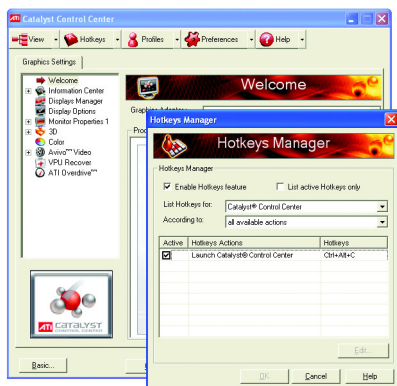 Catalyst Control Center
View
Hotkeys
Profiles
Preferences
Help
Graphics Settings
Welcome
Information Center
Displays Manager
Display Options
Monitor Properties 1
3D
Color
Avivo™ Video
VPU Recover
ATI Overdrive™
Welcome
ATI CATALYST
CONTROL CENTER
Basic...
Hotkeys Manager
Hotkeys Manager
Hotkeys Manager
Enable Hotkeys feature
List active Hotkeys only
List Hotkeys for:
Catalyst® Control Center
According to:
all available actions
Active Hotkeys Actions Hotkeys
Launch Catalyst® Control Center Ctrl+Alt+C
Edit...
OK Cancel Help